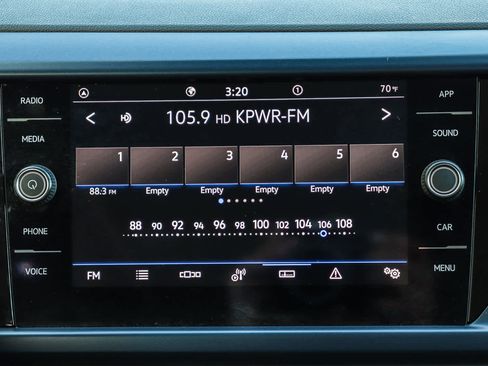 RADIO
MEDIA
PHONE
VOICE
3:20
1
70°F
< HD 105.9 HD KPWR-FM >
1 2 3 4 5 6
88.3 FM Empty Empty Empty Empty Empty
88 90 92 94 96 98 100 102 104 106 108
FM
APP
SOUND
CAR
MENU